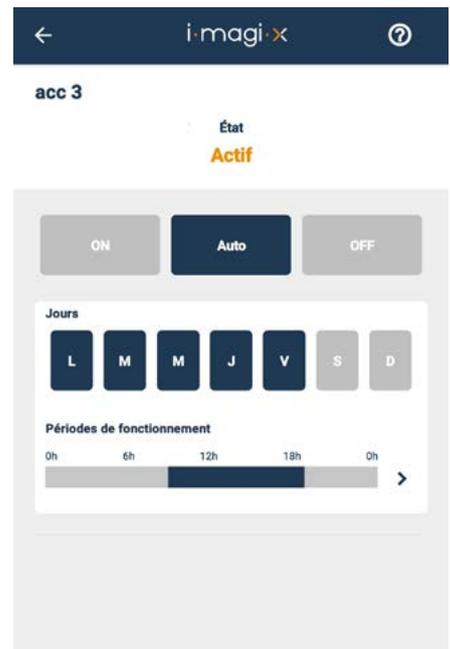 i·magi·x
acc 3
État
Actif
ON Auto OFF
Jours
L M M J V S D
Périodes de fonctionnement
0h 6h 12h 18h 0h